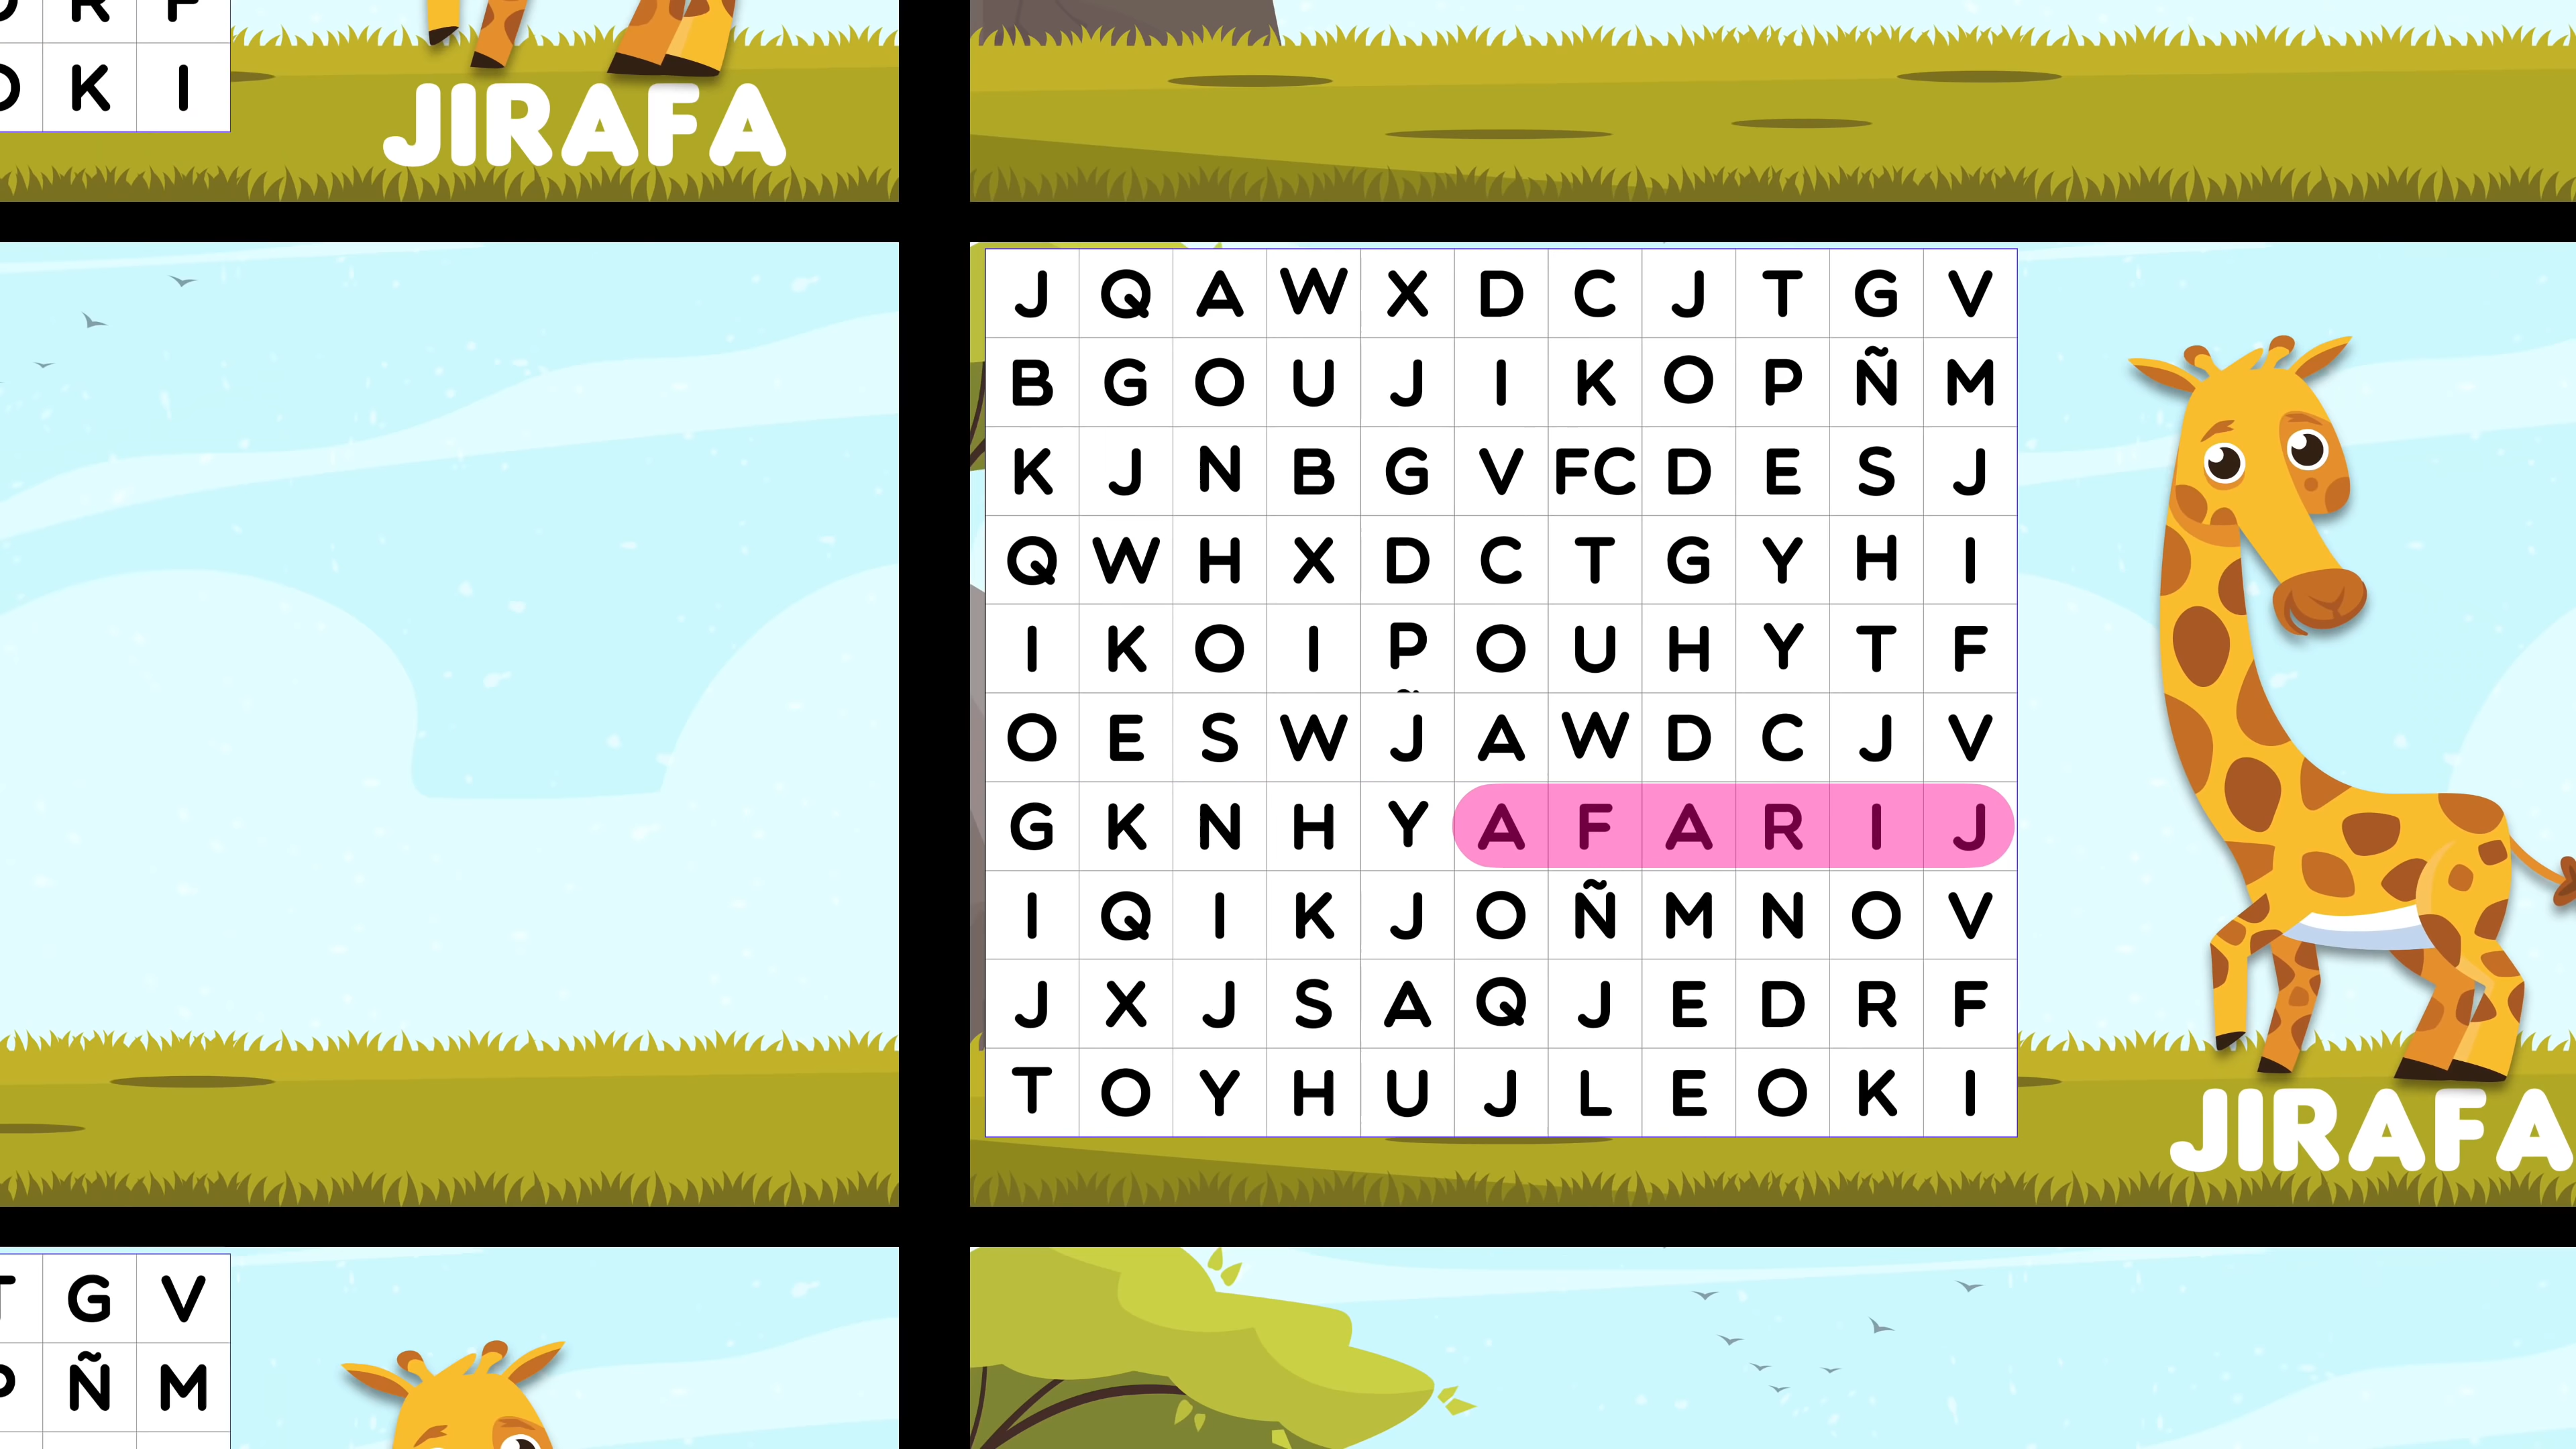 R F
O K I
JIRAFA
J Q A W X D C J T G V
B G O U J I K O P Ñ M
K J N B G V FC D E S J
Q W H X D C T G Y H I
I K O I P O U H Y T F
O E S W J A W D C J V
G K N H Y A F A R I J
I Q I K J O Ñ M N O V
J X J S A Q J E D R F
T O Y H U J L E O K I
JIRAFA
T G V
P Ñ M